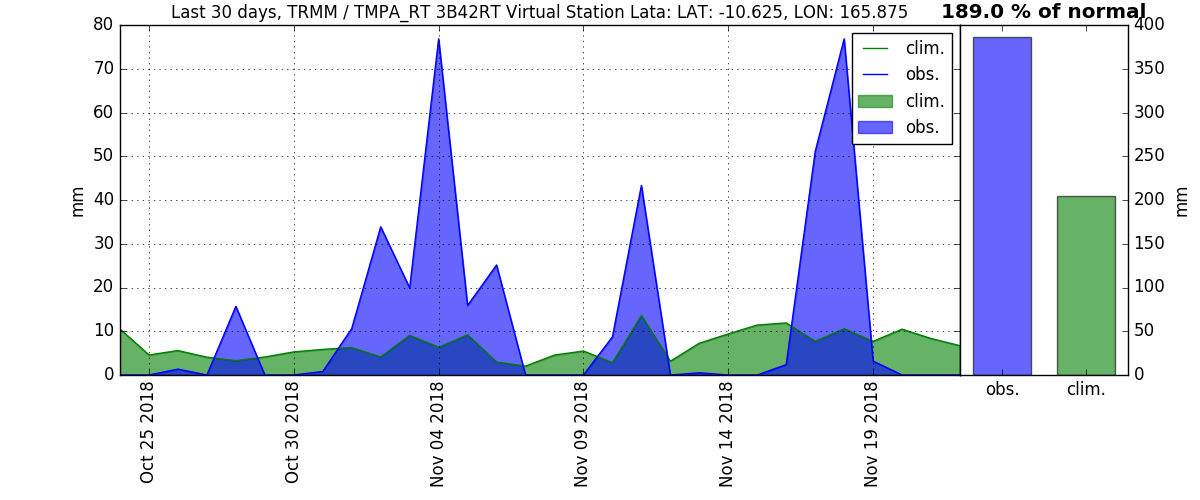 Last 30 days, TRMM / TMPA_RT 3B42RT Virtual Station Lata: LAT: -10.625, LON: 165.875
189.0 % of normal
80
70
60
50
40
30
20
10
0
mm
clim.
obs.
clim.
obs.
Oct 25 2018
Oct 30 2018
Nov 04 2018
Nov 09 2018
Nov 14 2018
Nov 19 2018
400
350
300
250
200
150
100
50
0
mm
obs.
clim.